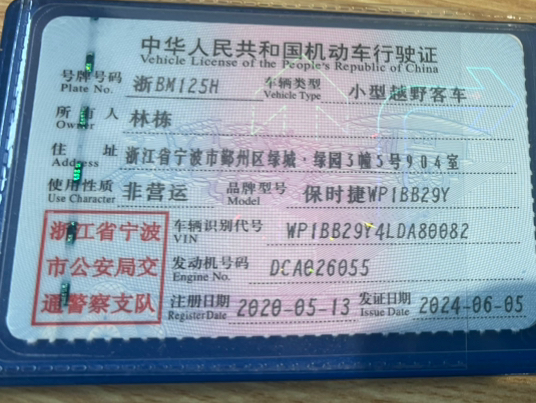 中华人民共和国机动车行驶证
Vehicle License of the People's Republic of China
号牌号码 浙BM125H 车辆类型 小型越野客车
Plate No. Vehicle Type
所有人 林栋
Owner
住址 浙江省宁波市鄞州区绿城·绿园3幢5号904室
Address
使用性质 非营运 品牌型号 保时捷WP1BB29Y
Use Character Model
浙江省宁波
市公安局交
通警察支队
车辆识别代号 WP1BB29Y4LDA80082
VIN
发动机号码 DCA026055
Engine No.
注册日期 2020-05-13 发证日期 2024-06-05
Register Date Issue Date